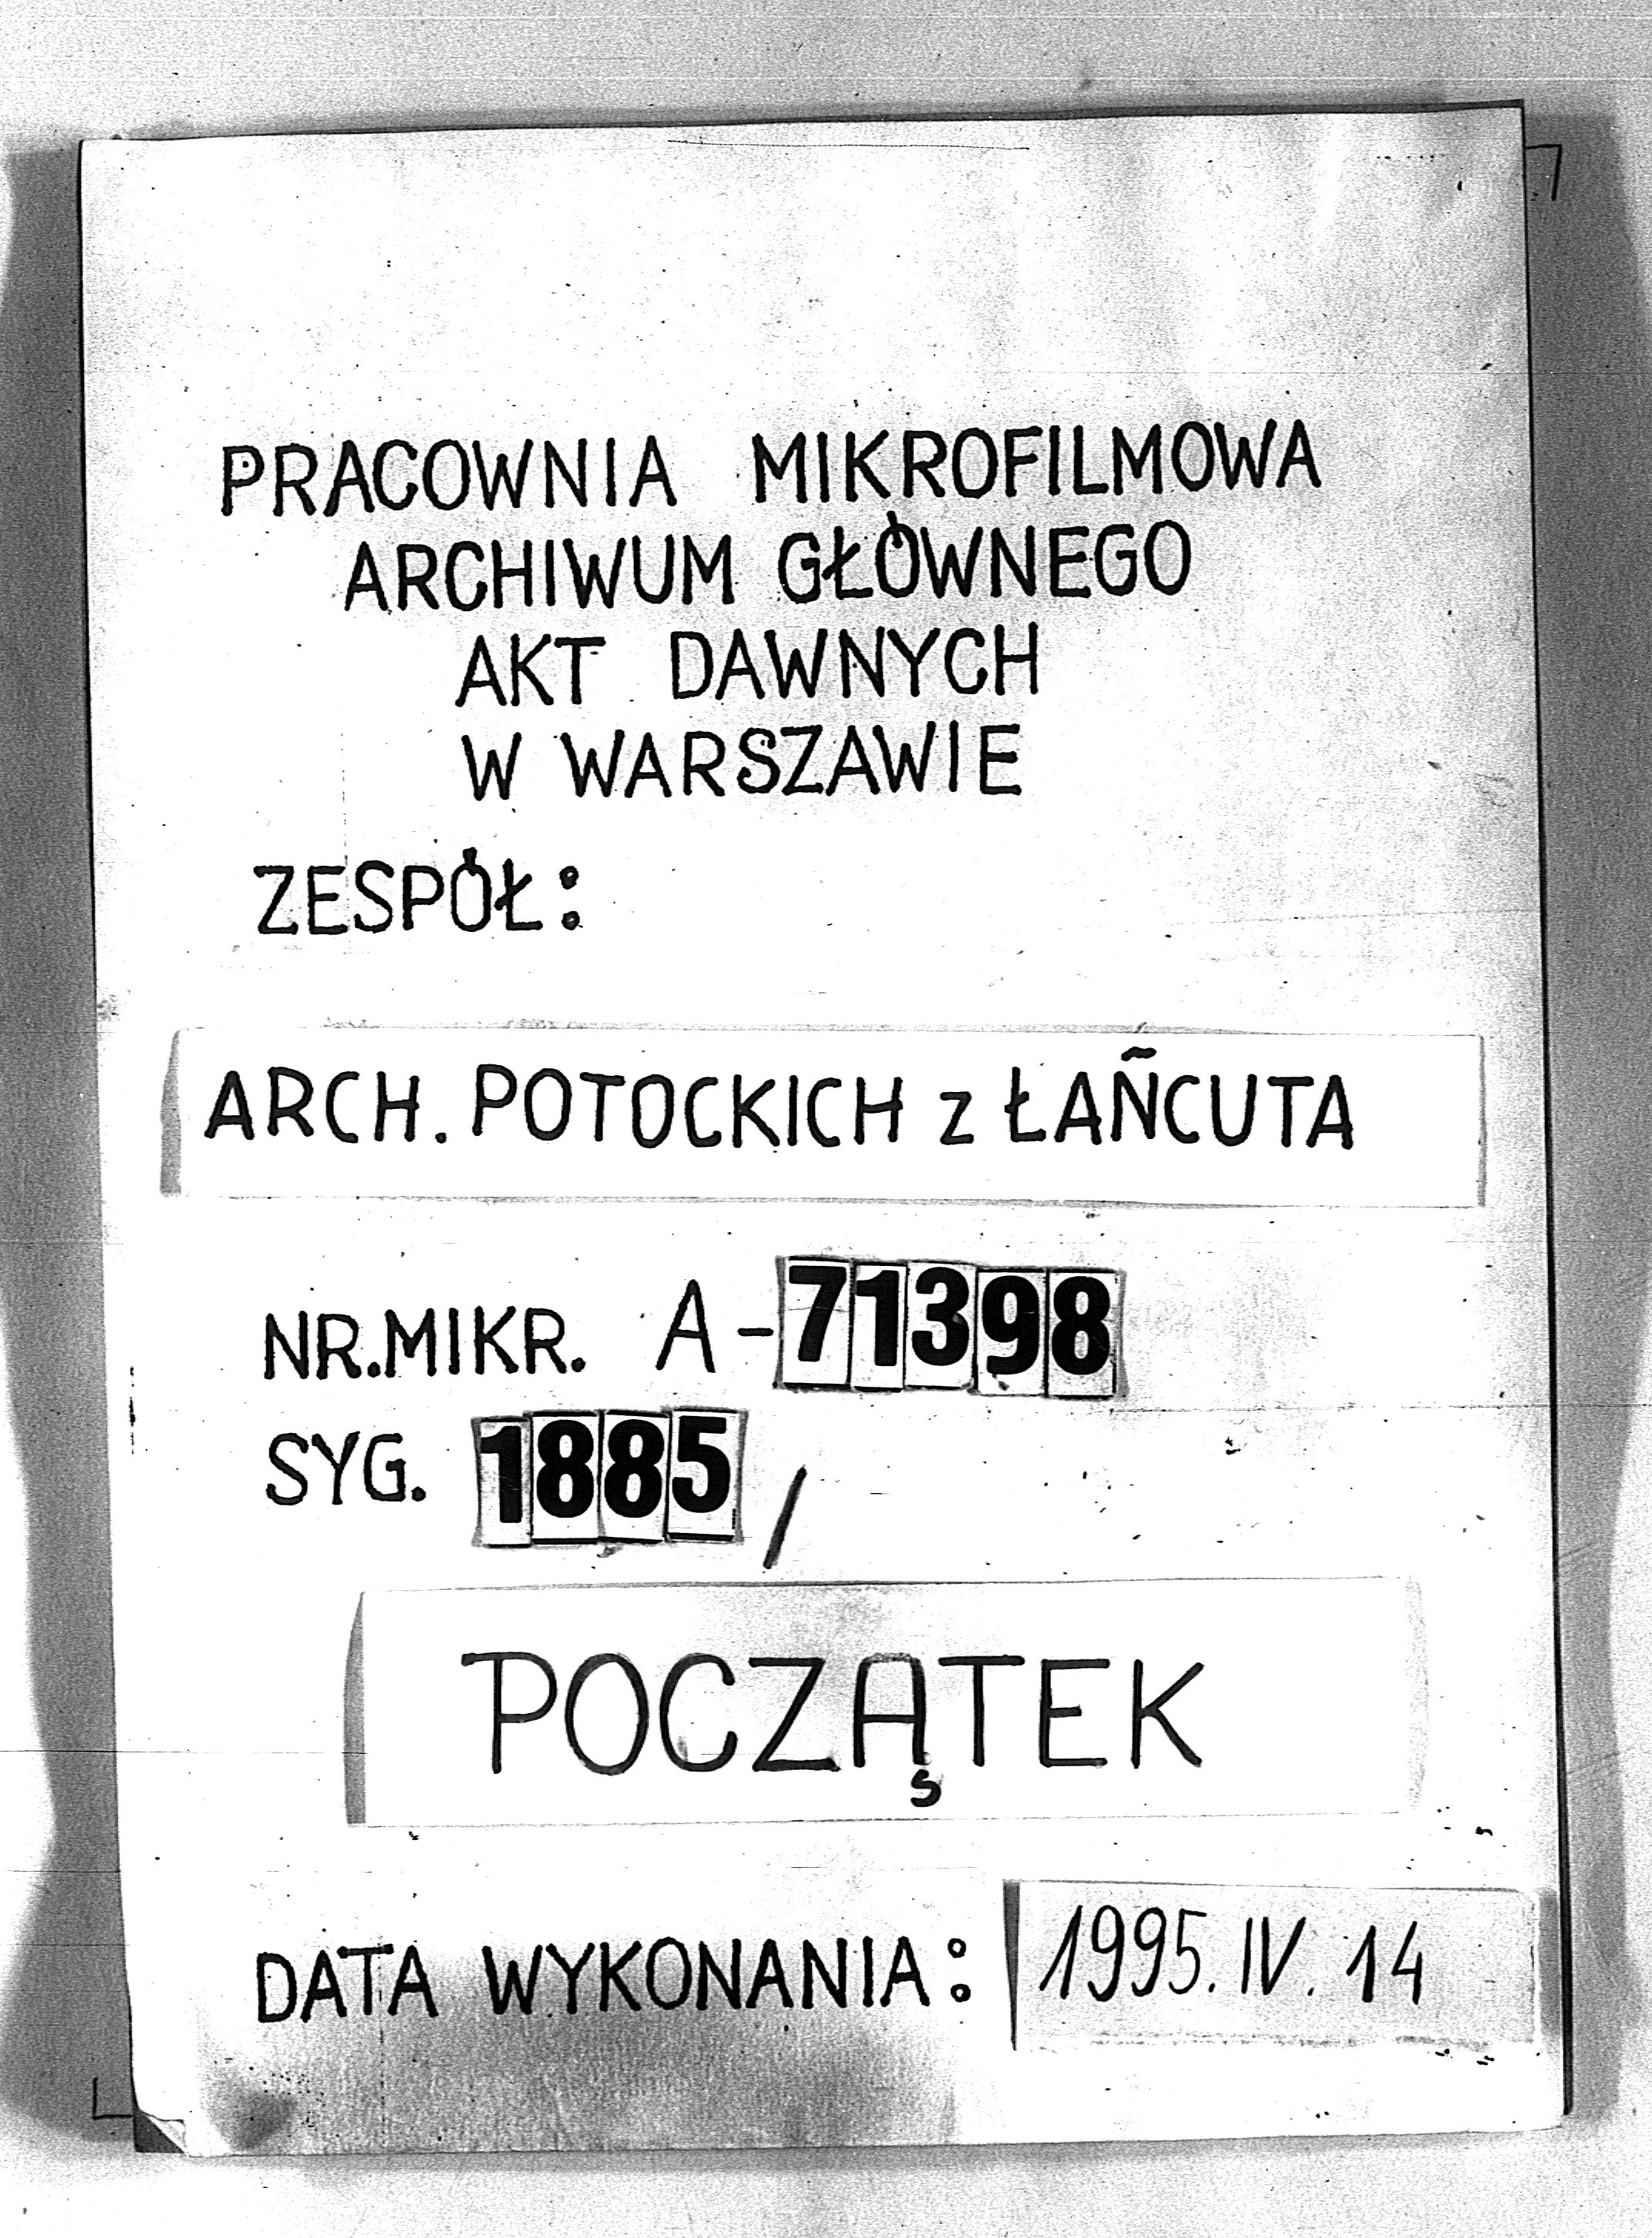 PRACOWNIA MIKROFILMOWA
ARCHIWUM GŁÓWNEGO
AKT DAWNYCH
W WARSZAWIE
ZESPÓŁ:
ARCH. POTOCKICH z ŁAÑCUTA
NR.MIKR. A-71398
SYG. 1885/
POCZĄTEK
DATA WYKONANIA: 1995.IV.14